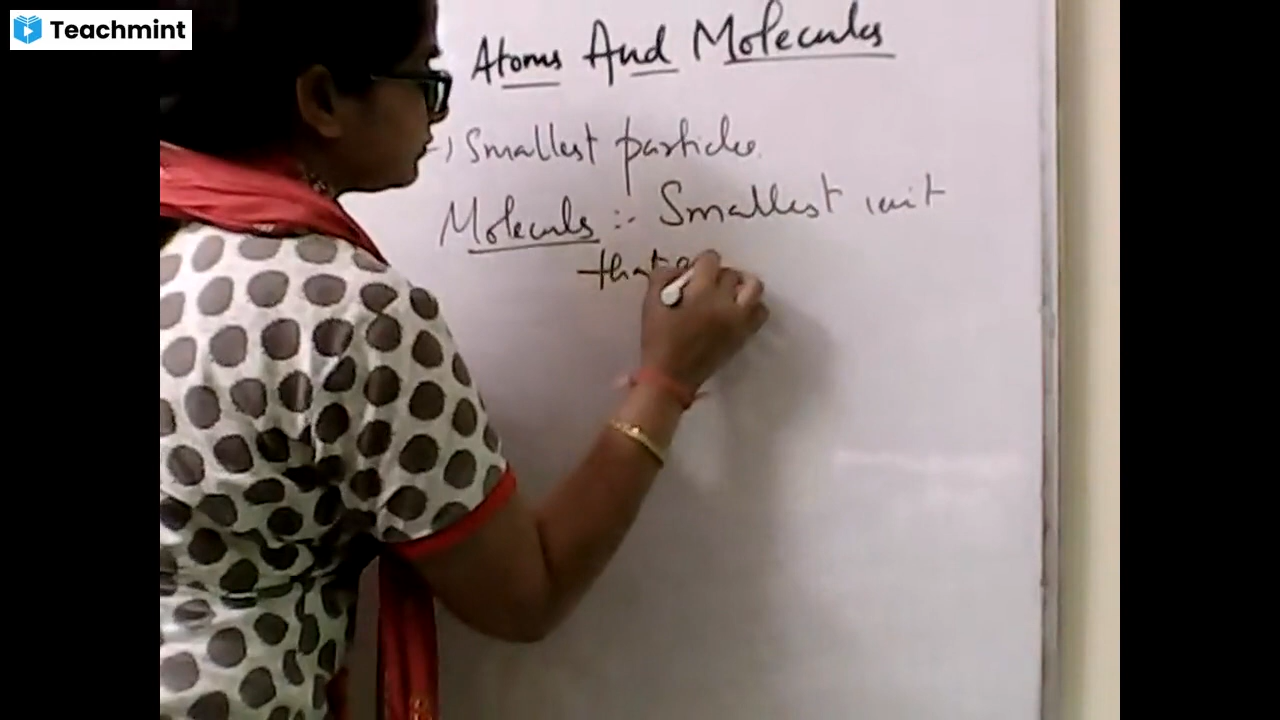 Teachmint
Atoms And Molecules
Smallest particle
Molecule :- Smallest unit
that